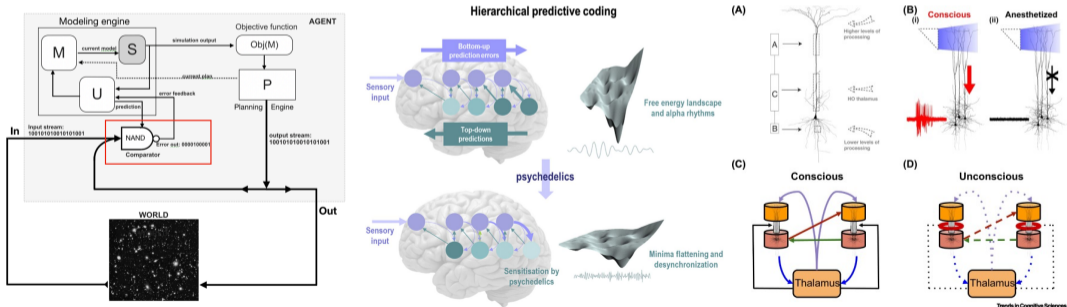 Modeling engine
AGENT
M
current model
S
simulation output
Objective function
Obj(M)
current plan
P
U
error feedback
prediction
Planning Engine
In
Input stream:
100101010010101001
NAND
Error out: 0000100001
Comparator
output stream:
100101010010101001
Out
WORLD
Hierarchical predictive coding
Bottom-up
prediction errors
Sensory
input
Top-down
predictions
Free energy landscape
and alpha rhythms
psychedelics
Sensory
input
Sensitisation by
psychedelics
Minima flattening and
desynchronization
(A)
Higher levels of
processing
A
C
HO thalamus
B
Lower levels of
processing
(B)
(i)
Conscious
(ii)
Anesthetized
(C)
Conscious
Thalamus
(D)
Unconscious
Thalamus
Trends in Cognitive Sciences